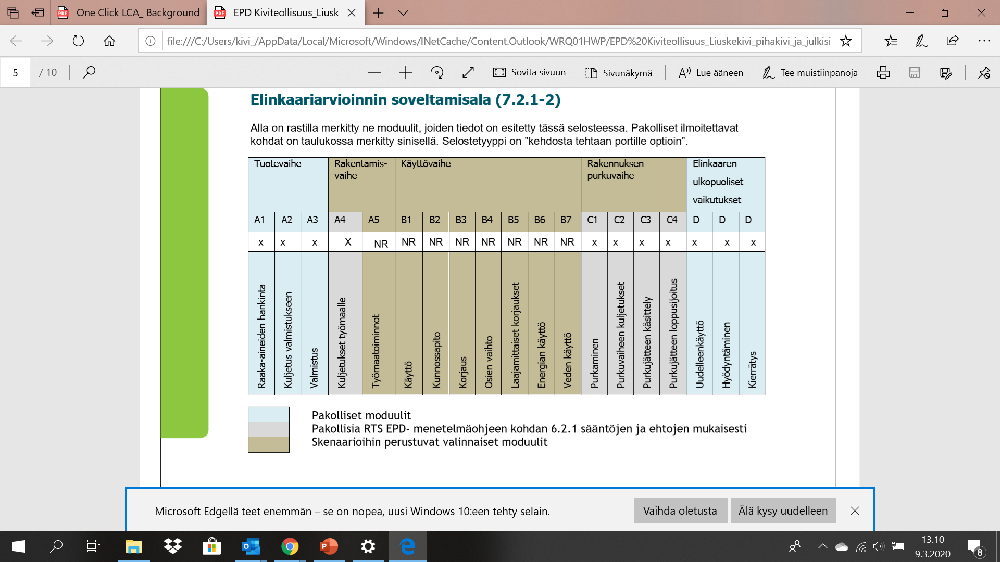 One Click LCA_ Background
EPD Kiviteollisuus_Liusk
file:///C:/Users/kivi_/AppData/Local/Microsoft/Windows/INetCache/Content.Outlook/WRQ01HWP/EPD%20Kiviteollisuus_Liuskekivi_pihakivi_ja_julkisi
5 / 10
Sovita sivuun
Sivunäkymä
Lue ääneen
Tee muistiinpanoja
Elinkaariarvioinnin soveltamisala (7.2.1-2)
Alla on rastilla merkitty ne moduulit, joiden tiedot on esitetty tässä selosteessa. Pakolliset ilmoitettavat
kohdat on taulukossa merkitty sinisellä. Selostetyyppi on ”kehdosta tehtaan portille optioin”.
Tuotevaihe
Rakentamis-
vaihe
Käyttövaihe
Rakennuksen
purkuvaihe
Elinkaaren
ulkopuoliset
vaikutukset
A1 A2 A3 A4 A5 B1 B2 B3 B4 B5 B6 B7 C1 C2 C3 C4 D D D
x x x X NR NR NR NR NR NR NR NR x x x x x x x
Raaka-aineiden hankinta
Kuljetus valmistukseen
Valmistus
Kuljetukset työmaalle
Työmaatoiminnot
Käyttö
Kunnossapito
Korjaus
Osien vaihto
Laajamittaiset korjaukset
Energian käyttö
Veden käyttö
Purkaminen
Purkuvaiheen kuljetukset
Purkujätteen käsittely
Purkujätteen loppusijoitus
Uudelleenkäyttö
Hyödyntäminen
Kierrätys
Pakolliset moduulit
Pakollisia RTS EPD- menetelmäohjeen kohdan 6.2.1 sääntöjen ja ehtojen mukaisesti
Skenaarioihin perustuvat valinnaiset moduulit
Microsoft Edgellä teet enemmän – se on nopea, uusi Windows 10:een tehty selain.
Vaihda oletusta
Älä kysy uudelleen
13.10
9.3.2020
8